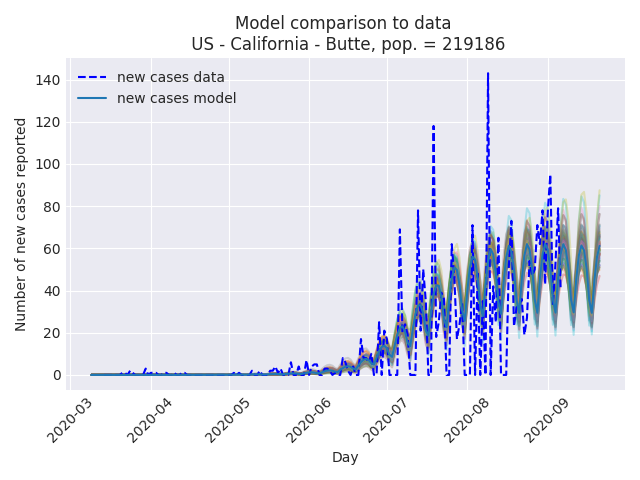 Model comparison to data
US - California - Butte, pop. = 219186
new cases data
new cases model
Number of new cases reported
140
120
100
80
60
40
20
0
2020-03
2020-04
2020-05
2020-06
2020-07
2020-08
2020-09
Day